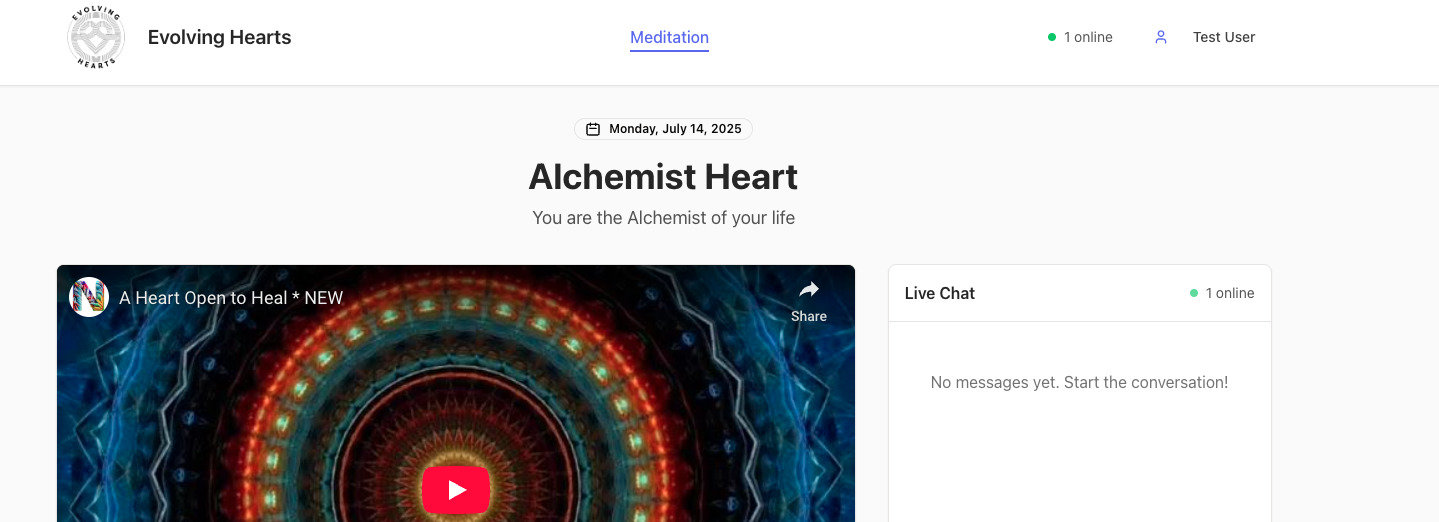 EVOLVING
HEARTS
Evolving Hearts
Meditation
1 online
Test User
Monday, July 14, 2025
Alchemist Heart
You are the Alchemist of your life
N
A Heart Open to Heal * NEW
Share
Live Chat
1 online
No messages yet. Start the conversation!